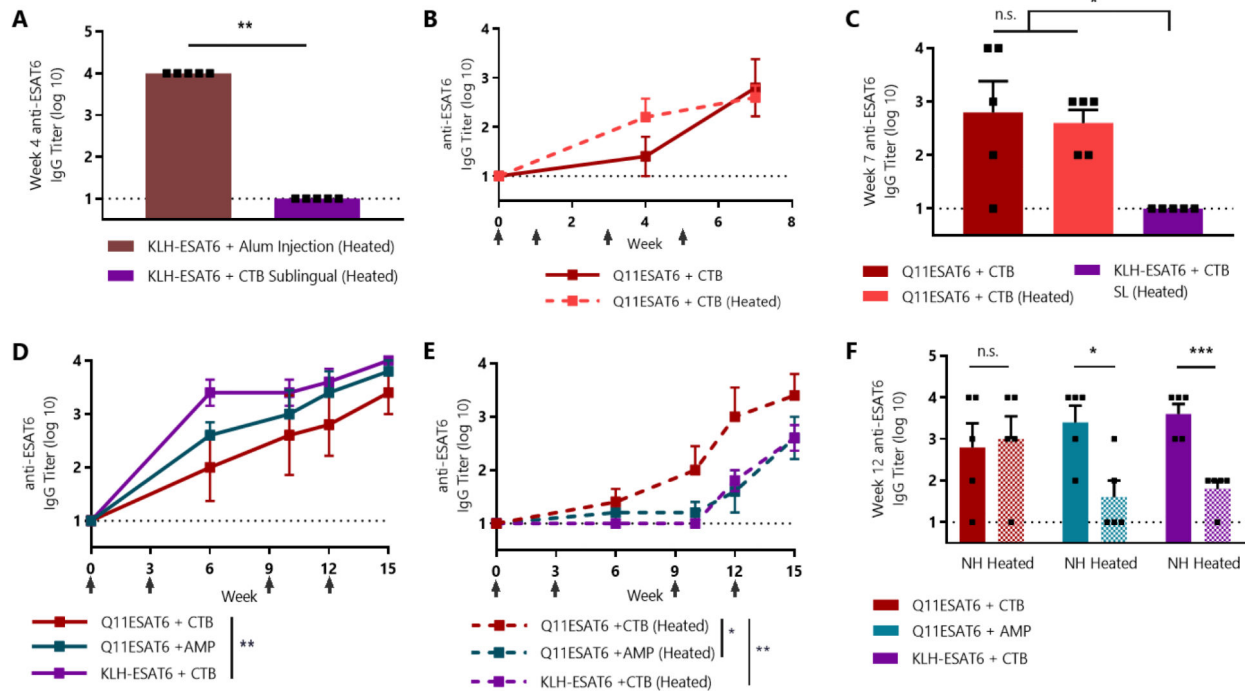 A
**
Week 4 anti-ESAT6
IgG Titer (log 10)
5
4
3
2
1
KLH-ESAT6 + Alum Injection (Heated)
KLH-ESAT6 + CTB Sublingual (Heated)
B
anti-ESAT6
IgG Titer (log 10)
4
3
2
1
0 2 4 6 8
Week
Q11ESAT6 + CTB
Q11ESAT6 + CTB (Heated)
C
n.s.
*
Week 7 anti-ESAT6
IgG Titer (log 10)
4
3
2
1
Q11ESAT6 + CTB
Q11ESAT6 + CTB (Heated)
KLH-ESAT6 + CTB
SL (Heated)
D
anti-ESAT6
IgG Titer (log 10)
4
3
2
1
0 3 6 9 12 15
Week
Q11ESAT6 + CTB
Q11ESAT6 +AMP
KLH-ESAT6 + CTB
**
E
anti-ESAT6
IgG Titer (log 10)
4
3
2
1
0 3 6 9 12 15
Week
Q11ESAT6 +CTB (Heated)
Q11ESAT6 +AMP (Heated)
KLH-ESAT6 +CTB (Heated)
*
**
F
n.s.
*
***
Week 12 anti-ESAT6
IgG Titer (log 10)
5
4
3
2
1
NH Heated NH Heated NH Heated
Q11ESAT6 + CTB
Q11ESAT6 + AMP
KLH-ESAT6 + CTB